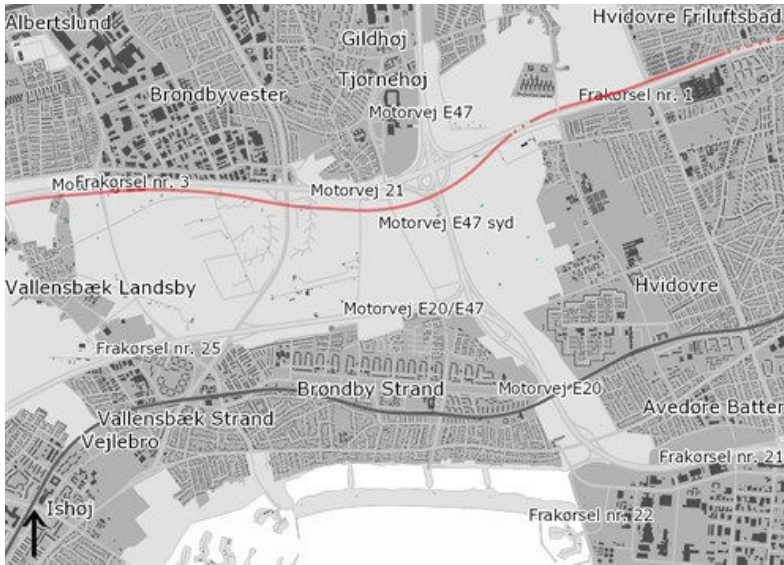 Albertslund
Hvidovre Friluftsbad
Gildhøj
Tjørnehøj
Brøndbyvester
Frakørsel nr. 1
Motorvej E47
Frakørsel nr. 3
Motorvej 21
Motorvej E47 syd
Vallensbæk Landsby
Hvidovre
Motorvej E20/E47
Frakørsel nr. 25
Brøndby Strand
Motorvej E20
Avedøre Batter
Vallensbæk Strand
Vejlebro
Frakørsel nr. 21
Ishøj
Frakørsel nr. 22